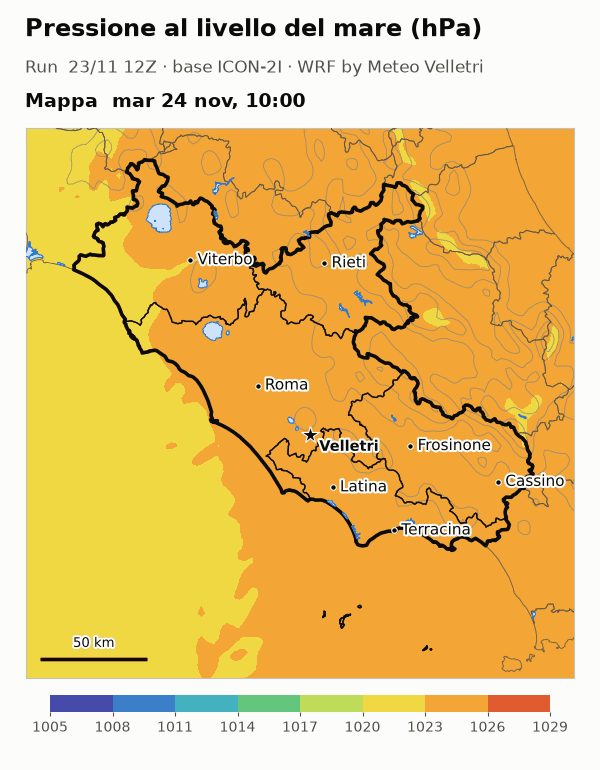 Pressione al livello del mare (hPa)
Run  23/11 12Z · base ICON-2I · WRF by Meteo Velletri
Mappa  mar 24 nov, 10:00
Viterbo
Rieti
Roma
Velletri
Frosinone
Latina
Cassino
Terracina
50 km
1005 1008 1011 1014 1017 1020 1023 1026 1029